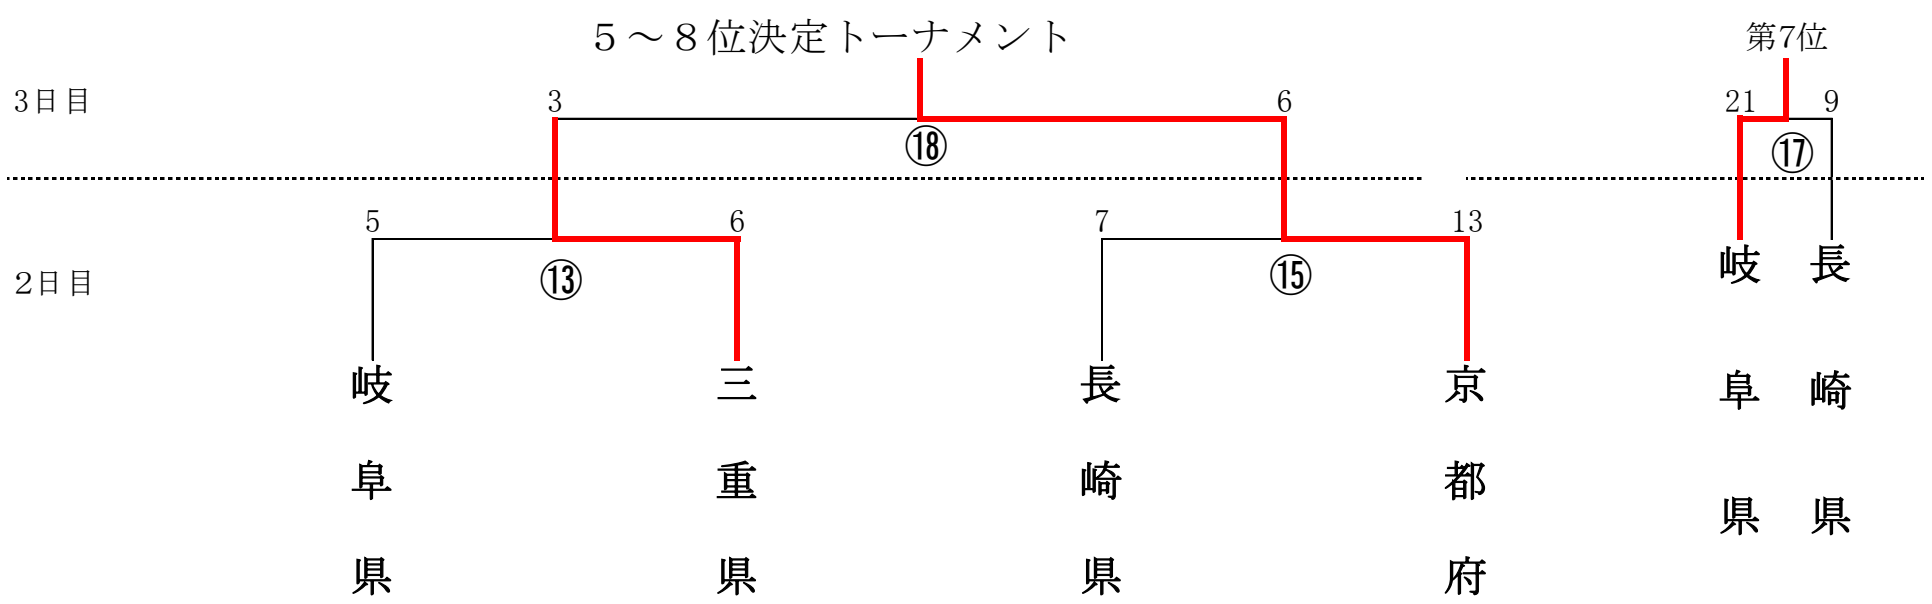 ５～８位決定トーナメント
第7位
3日目
3
6
21
9
⑱
⑰
5
6
7
13
⑬
⑮
2日目
岐阜県
三重県
長崎県
京都府
岐阜県
長崎県